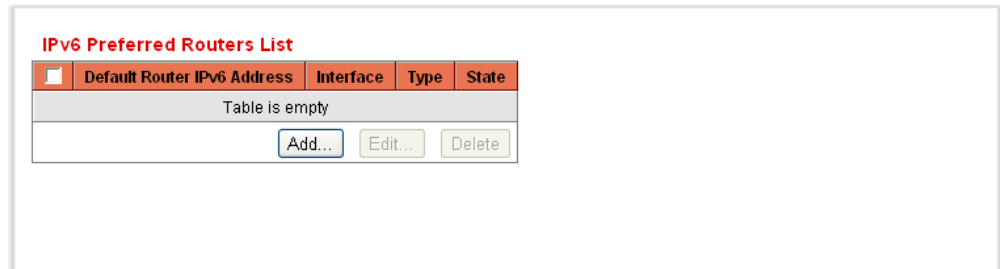 IPv6 Preferred Routers List
Default Router IPv6 Address Interface Type State
Table is empty
Add... Edit... Delete